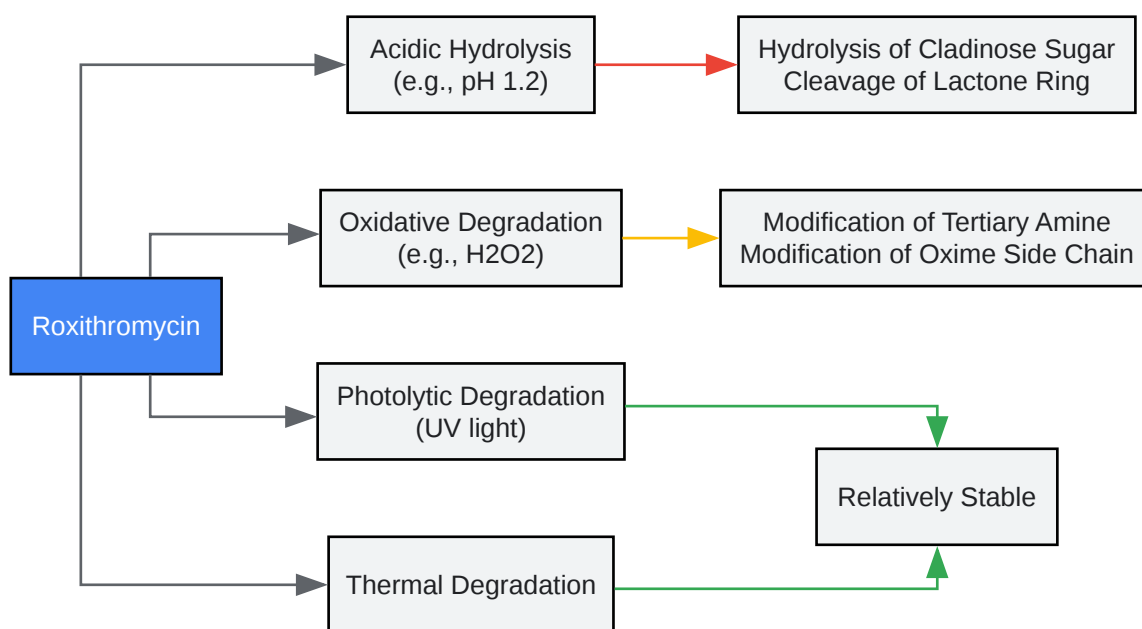 Acidic Hydrolysis
(e.g., pH 1.2)
Hydrolysis of Cladinose Sugar
Cleavage of Lactone Ring
Oxidative Degradation
(e.g., H2O2)
Modification of Tertiary Amine
Modification of Oxime Side Chain
Roxithromycin
Photolytic Degradation
(UV light)
Relatively Stable
Thermal Degradation